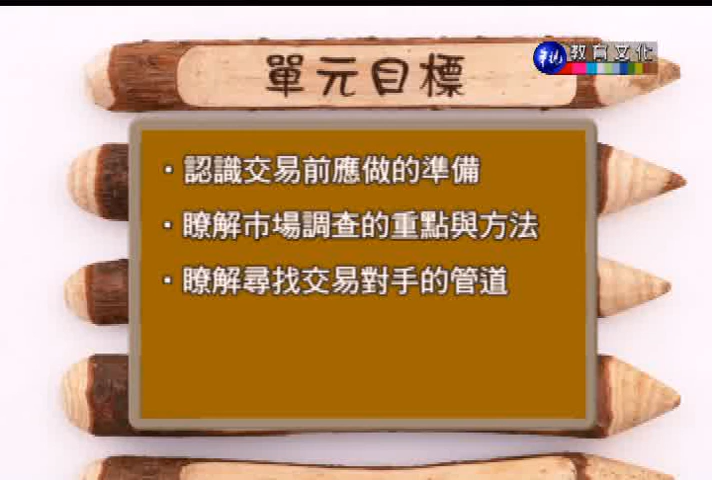 單元目標
華視 教育文化
・認識交易前應做的準備
・瞭解市場調查的重點與方法
・瞭解尋找交易對手的管道